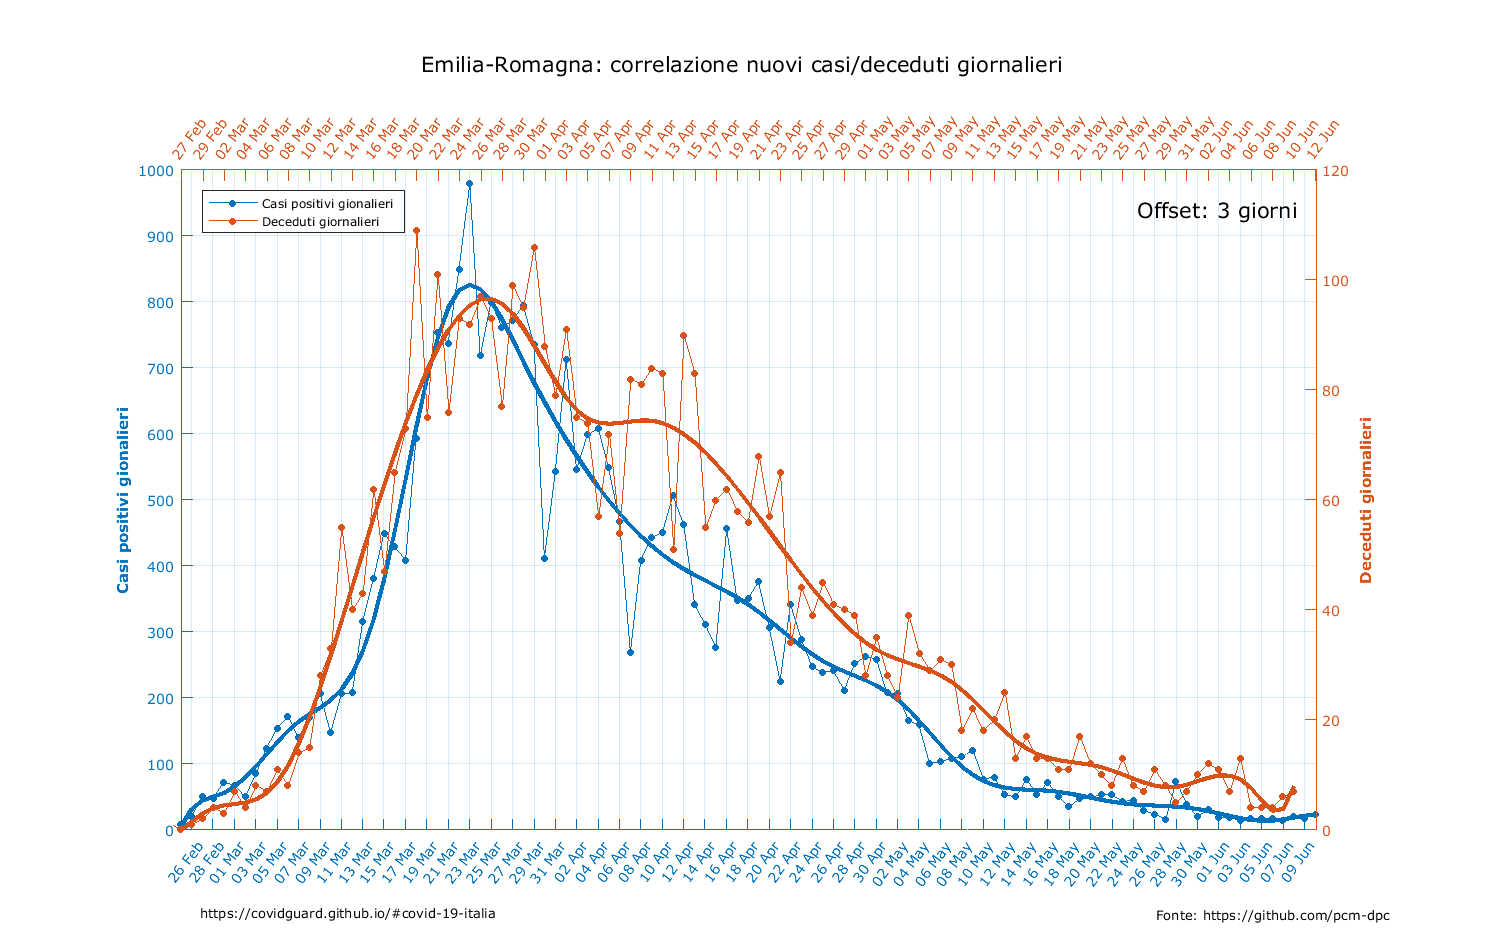 Emilia-Romagna: correlazione nuovi casi/deceduti giornalieri
27 Feb
29 Feb
02 Mar
04 Mar
06 Mar
08 Mar
10 Mar
12 Mar
14 Mar
16 Mar
18 Mar
20 Mar
22 Mar
24 Mar
26 Mar
28 Mar
30 Mar
01 Apr
03 Apr
05 Apr
07 Apr
09 Apr
11 Apr
13 Apr
15 Apr
17 Apr
19 Apr
21 Apr
23 Apr
25 Apr
27 Apr
29 Apr
01 May
03 May
05 May
07 May
09 May
11 May
13 May
15 May
17 May
19 May
21 May
23 May
25 May
27 May
29 May
31 May
02 Jun
04 Jun
06 Jun
08 Jun
10 Jun
12 Jun
1000
900
800
700
600
500
400
300
200
100
0
Casi positivi gionalieri
Casi positivi gionalieri
Deceduti giornalieri
Offset: 3 giorni
120
100
80
60
40
20
0
Deceduti giornalieri
26 Feb
28 Feb
01 Mar
03 Mar
05 Mar
07 Mar
09 Mar
11 Mar
13 Mar
15 Mar
17 Mar
19 Mar
21 Mar
23 Mar
25 Mar
27 Mar
29 Mar
31 Mar
02 Apr
04 Apr
06 Apr
08 Apr
10 Apr
12 Apr
14 Apr
16 Apr
18 Apr
20 Apr
22 Apr
24 Apr
26 Apr
28 Apr
30 Apr
02 May
04 May
06 May
08 May
10 May
12 May
14 May
16 May
18 May
20 May
22 May
24 May
26 May
28 May
30 May
01 Jun
03 Jun
05 Jun
07 Jun
09 Jun
https://covidguard.github.io/#covid-19-italia
Fonte: https://github.com/pcm-dpc